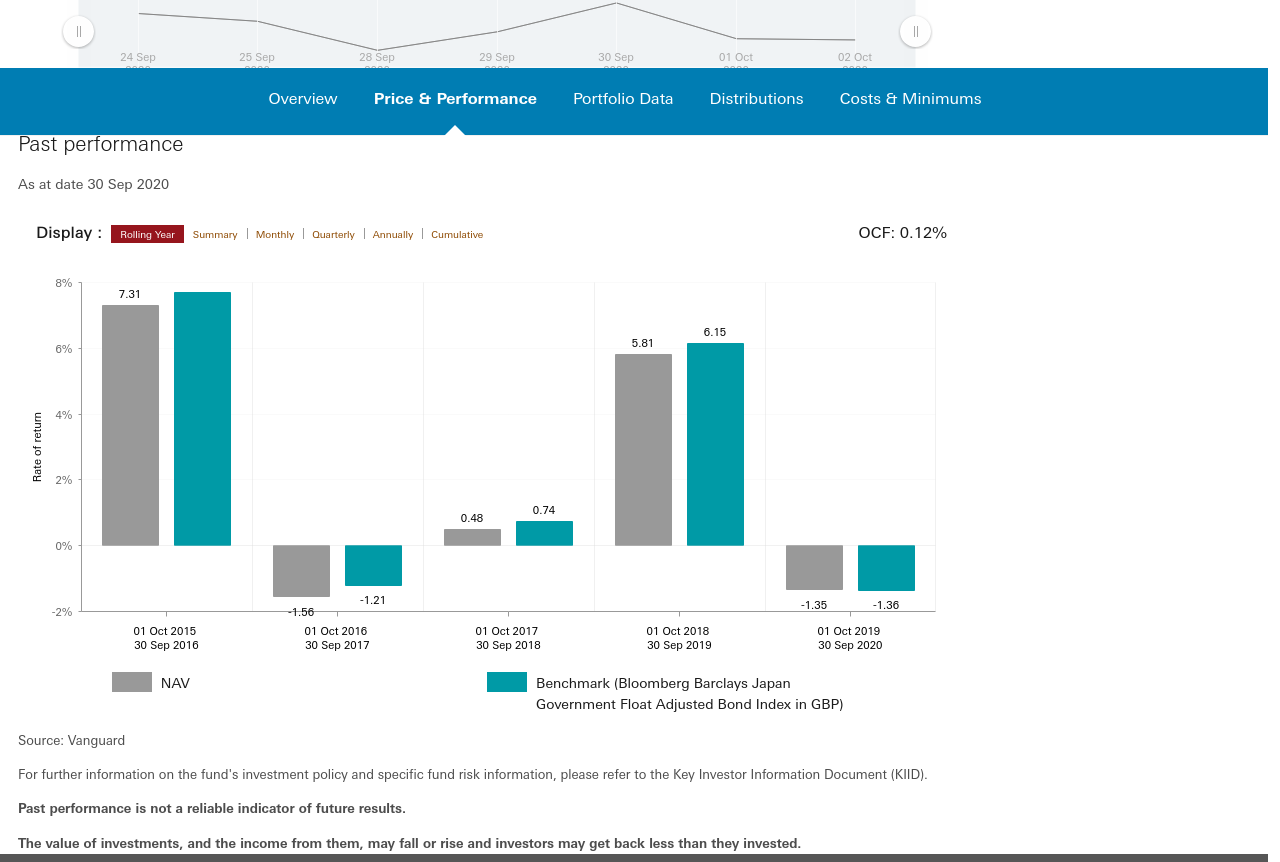 24 Sep
25 Sep
28 Sep
29 Sep
30 Sep
01 Oct
02 Oct
Overview
Price & Performance
Portfolio Data
Distributions
Costs & Minimums
Past performance
As at date 30 Sep 2020
Display :
Rolling Year
Summary
Monthly
Quarterly
Annually
Cumulative
OCF: 0.12%
8%
6%
4%
2%
0%
-2%
Rate of return
7.31
-1.56
-1.21
0.48
0.74
5.81
6.15
-1.35
-1.36
01 Oct 2015
30 Sep 2016
01 Oct 2016
30 Sep 2017
01 Oct 2017
30 Sep 2018
01 Oct 2018
30 Sep 2019
01 Oct 2019
30 Sep 2020
NAV
Benchmark (Bloomberg Barclays Japan
Government Float Adjusted Bond Index in GBP)
Source: Vanguard
For further information on the fund's investment policy and specific fund risk information, please refer to the Key Investor Information Document (KIID).
Past performance is not a reliable indicator of future results.
The value of investments, and the income from them, may fall or rise and investors may get back less than they invested.